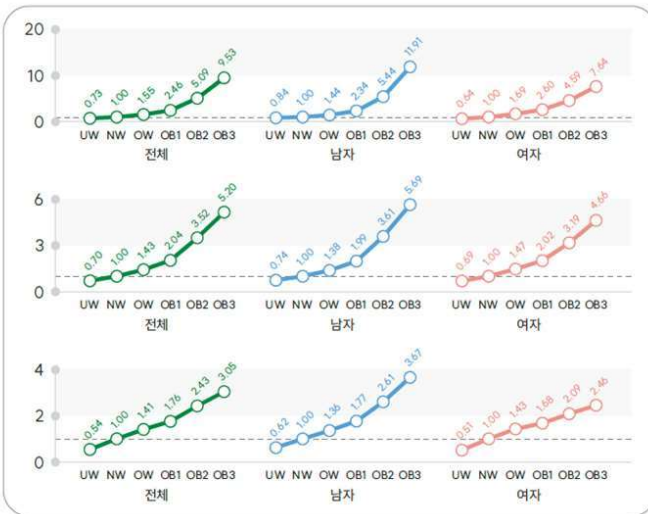 20
10
0
0.73 1.00 1.55 2.46 5.09 9.53
0.84 1.00 1.44 2.34 5.44 11.91
0.64 1.00 1.69 2.60 4.59 7.64
UW NW OW OB1 OB2 OB3
UW NW OW OB1 OB2 OB3
UW NW OW OB1 OB2 OB3
전체
남자
여자
6
3
0
0.70 1.00 1.43 2.04 3.52 5.20
0.74 1.00 1.38 1.99 3.61 5.69
0.69 1.00 1.47 2.02 3.19 4.66
UW NW OW OB1 OB2 OB3
UW NW OW OB1 OB2 OB3
UW NW OW OB1 OB2 OB3
전체
남자
여자
4
2
0
0.54 1.00 1.41 1.76 2.43 3.05
0.62 1.00 1.36 1.77 2.61 3.67
0.51 1.00 1.43 1.68 2.09 2.46
UW NW OW OB1 OB2 OB3
UW NW OW OB1 OB2 OB3
UW NW OW OB1 OB2 OB3
전체
남자
여자